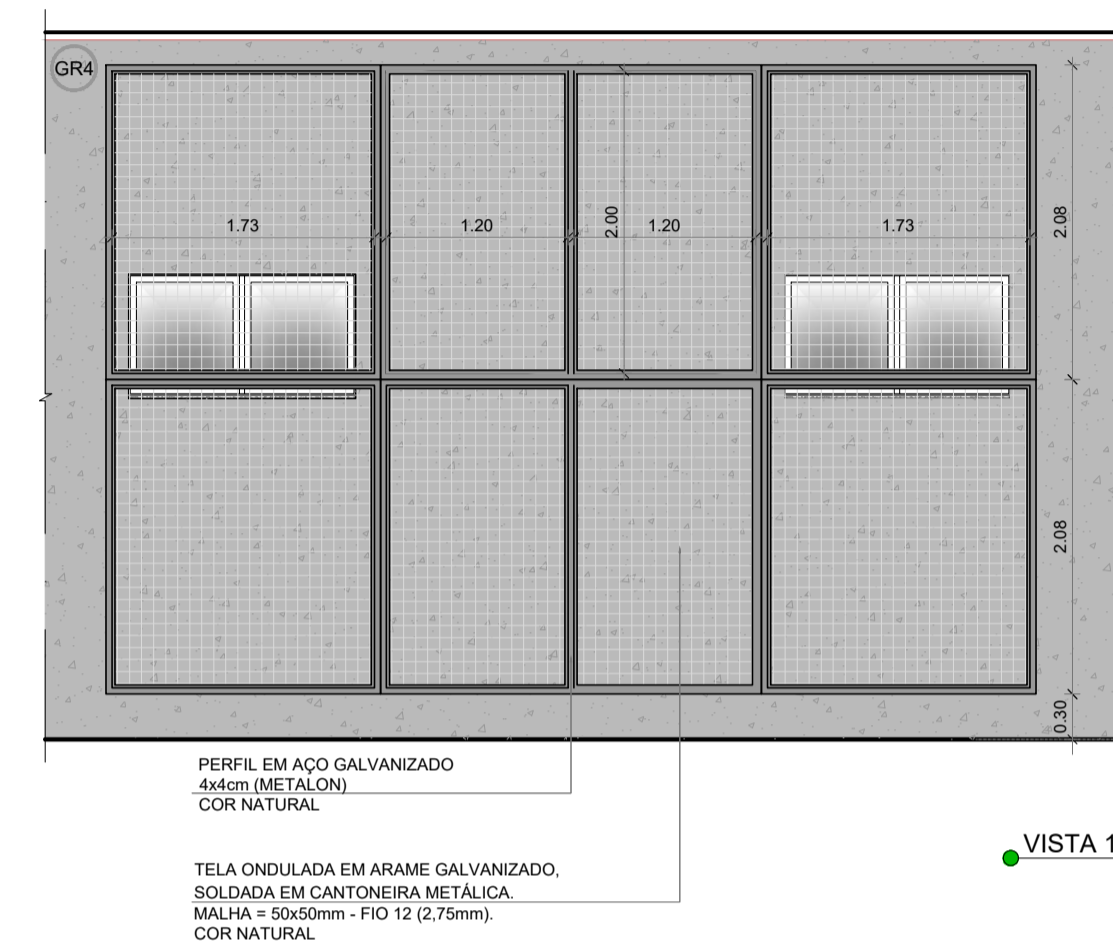 GR4
1.73
1.20
2.00
1.20
1.73
2.08
2.08
0.30
PERFIL EM AÇO GALVANIZADO
4x4cm (METALON)
COR NATURAL
VISTA 1
TELA ONDULADA EM ARAME GALVANIZADO,
SOLDADA EM CANTONEIRA METÁLICA.
MALHA = 50x50mm - FIO 12 (2,75mm).
COR NATURAL